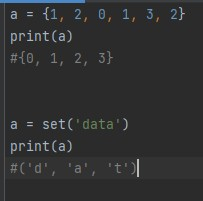 a = {1, 2, 0, 1, 3, 2}
print(a)
#{0, 1, 2, 3}
a = set('data')
print(a)
#('d', 'a', 't')